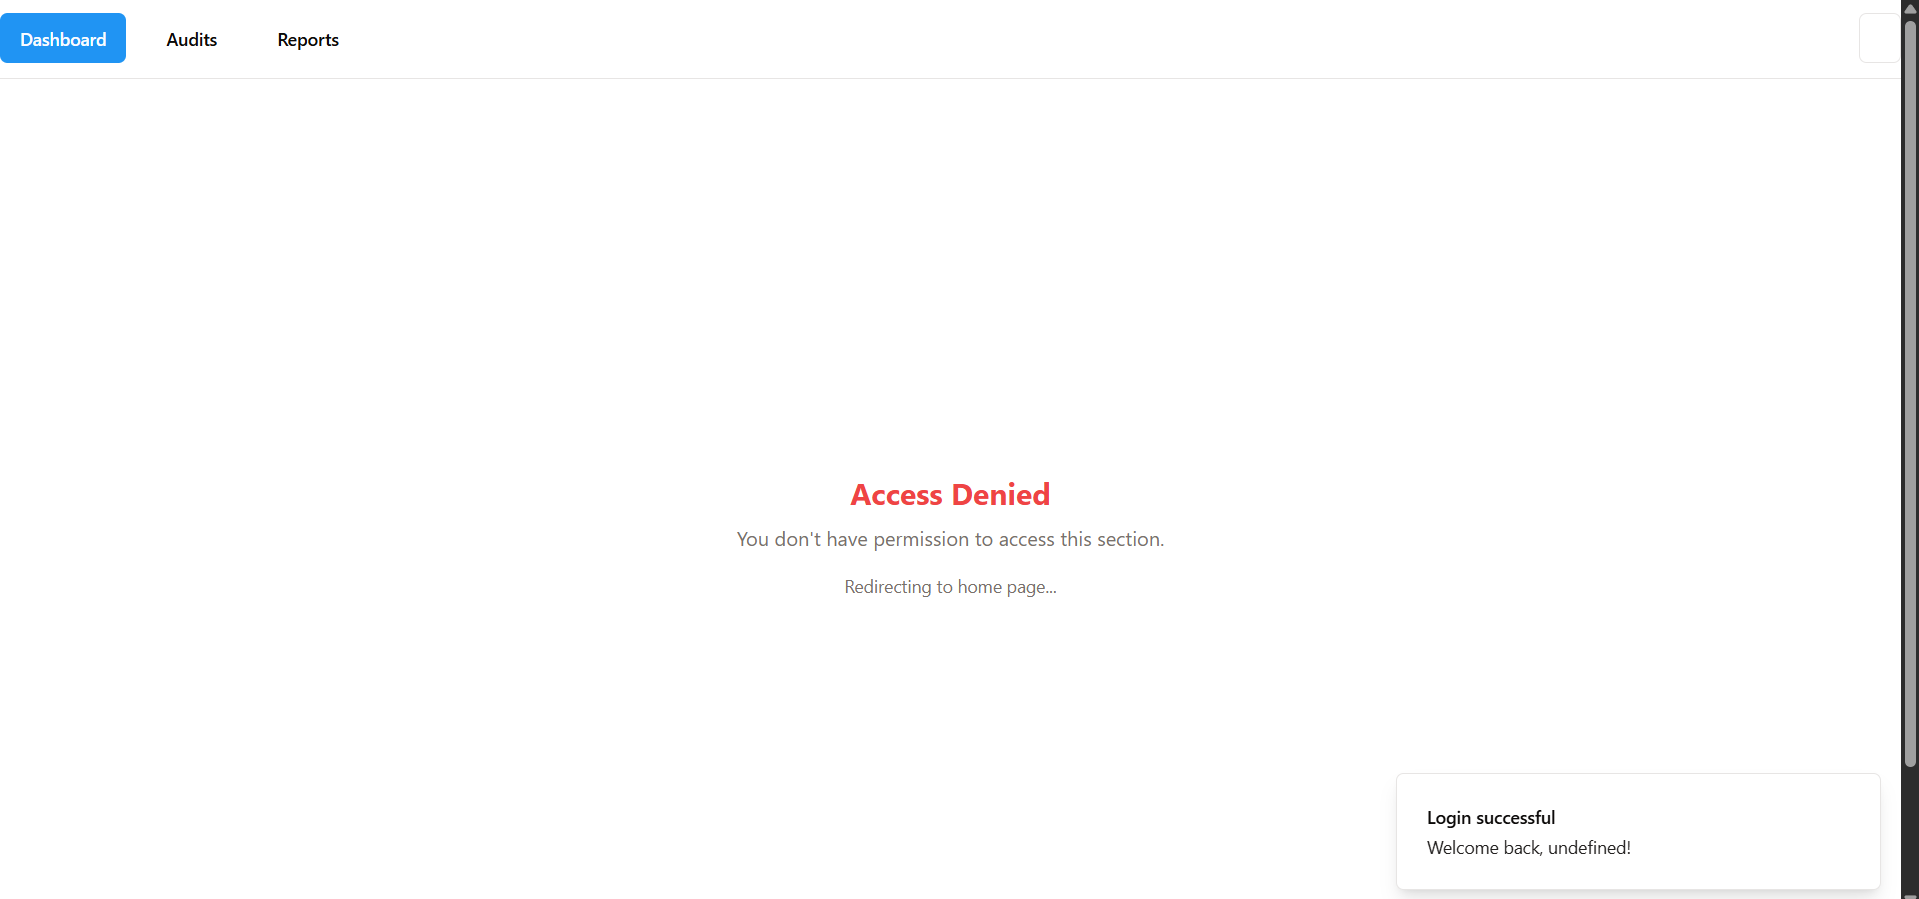 Dashboard Audits Reports
Access Denied
You don't have permission to access this section.
Redirecting to home page...
Login successful
Welcome back, undefined!